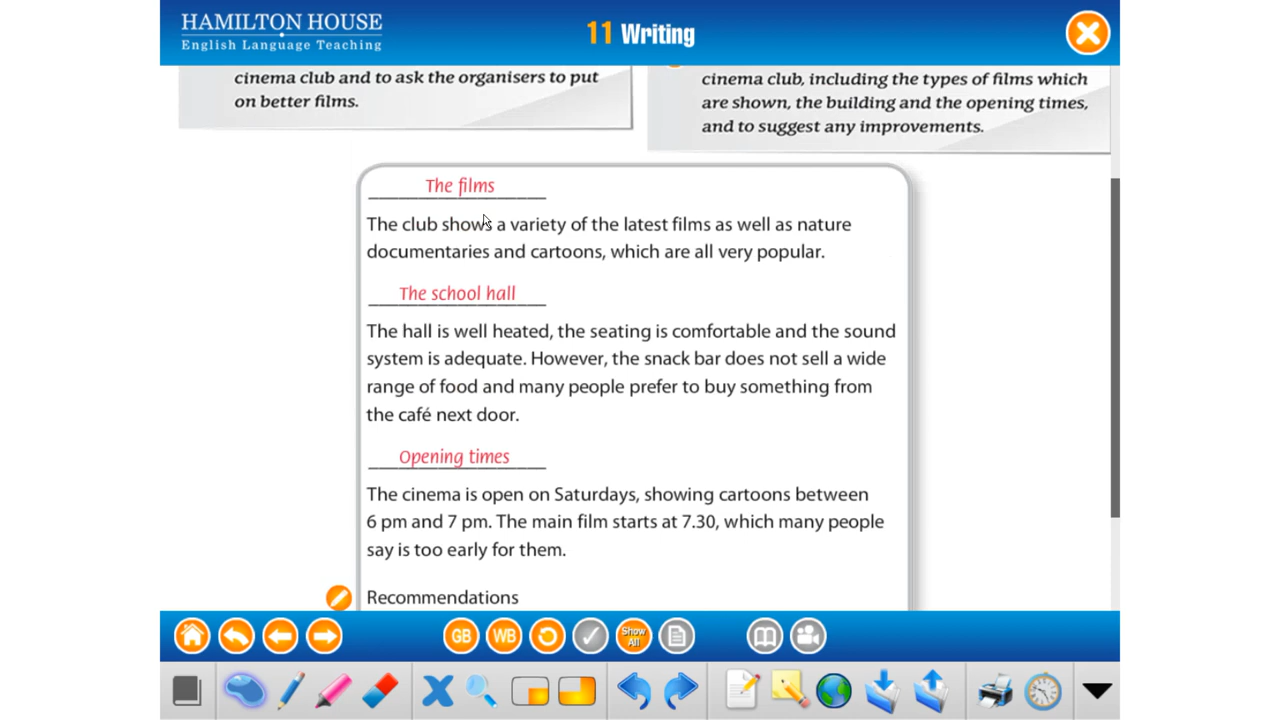 HAMILTON HOUSE
English Language Teaching
11 Writing
cinema club and to ask the organisers to put
on better films.
cinema club, including the types of films which
are shown, the building and the opening times,
and to suggest any improvements.
The films
The club shows a variety of the latest films as well as nature
documentaries and cartoons, which are all very popular.
The school hall
The hall is well heated, the seating is comfortable and the sound
system is adequate. However, the snack bar does not sell a wide
range of food and many people prefer to buy something from
the café next door.
Opening times
The cinema is open on Saturdays, showing cartoons between
6 pm and 7 pm. The main film starts at 7.30, which many people
say is too early for them.
Recommendations
GB WB Show
All